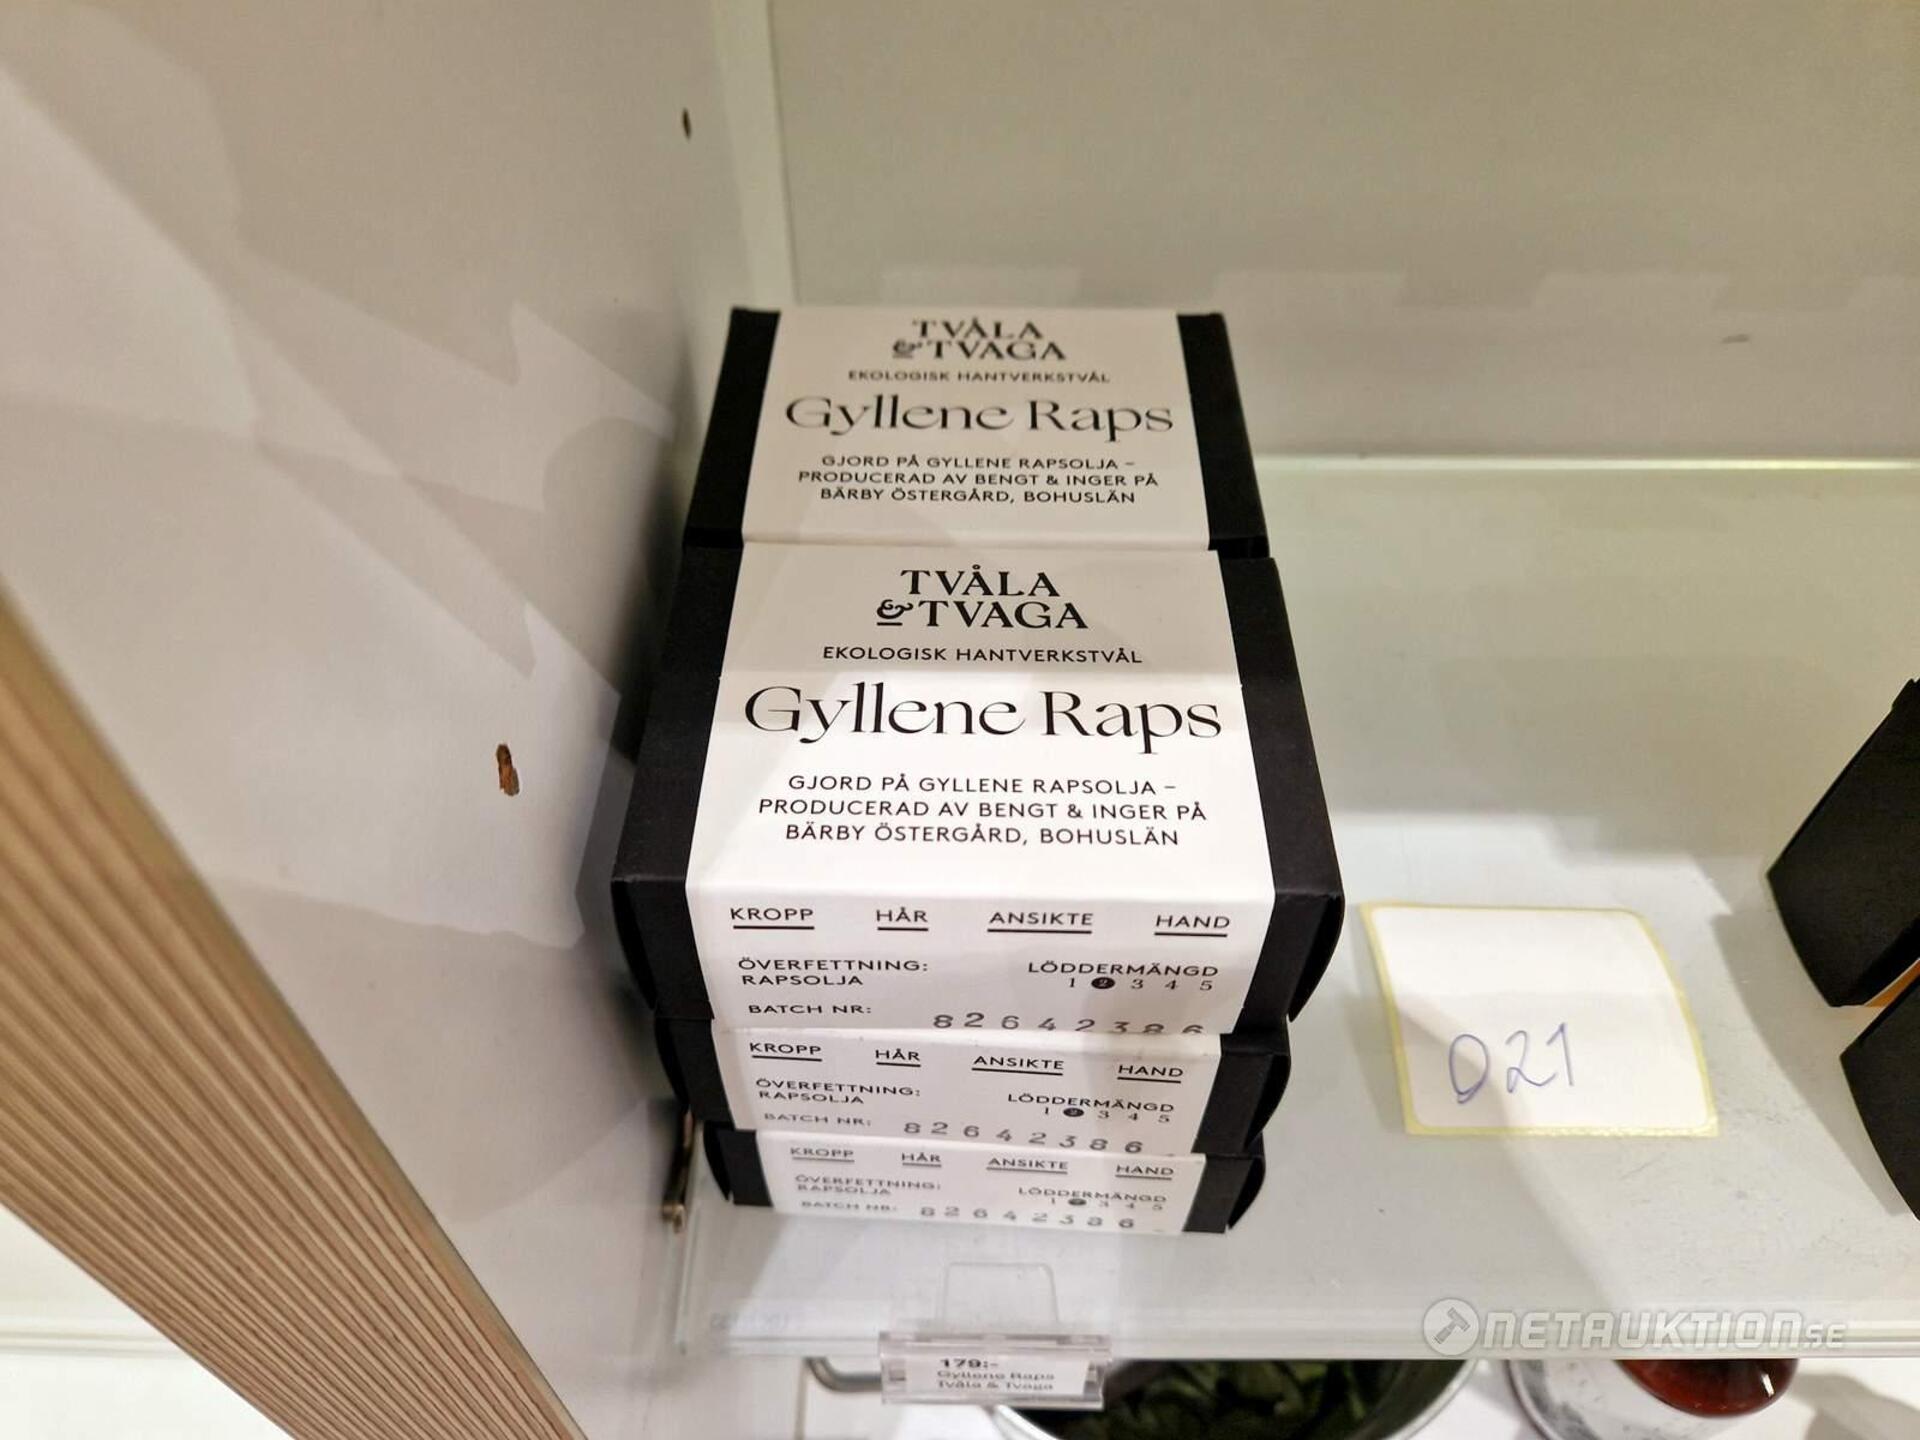 TVÅLA
& TVAGA
EKOLOGISK HANTVERKSTVÅL
Gyllene Raps
GJORD PÅ GYLLENE RAPSOLJA –
PRODUCERAD AV BENGT & INGER PÅ
BÄRBY ÖSTERGÅRD, BOHUSLÄN
TVÅLA
& TVAGA
EKOLOGISK HANTVERKSTVÅL
Gyllene Raps
GJORD PÅ GYLLENE RAPSOLJA –
PRODUCERAD AV BENGT & INGER PÅ
BÄRBY ÖSTERGÅRD, BOHUSLÄN
KROPP HÅR ANSIKTE HAND
ÖVERFETTNING: LÖDDERMÄNGD
RAPSOLJA 1 2 3 4 5
BATCH NR: 82642386
KROPP HÅR ANSIKTE HAND
ÖVERFETTNING: LÖDDERMÄNGD
RAPSOLJA 1 2 3 4 5
BATCH NR: 82642386
KROPP HÅR ANSIKTE HAND
ÖVERFETTNING: LÖDDERMÄNGD
RAPSOLJA 1 2 3 4 5
BATCH NR: 82642386
021
179:-
Gyllene Raps
Tvåla & Tvaga
NETAUKTION.SE